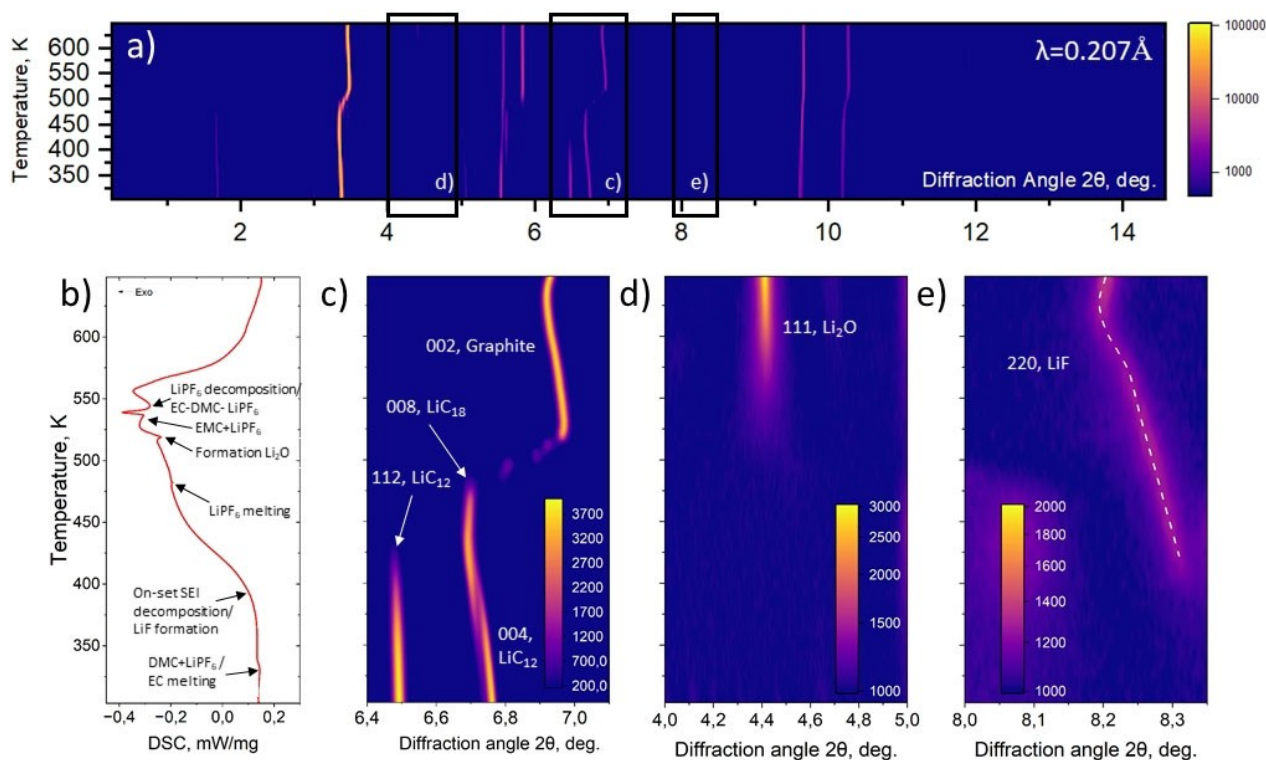 a)
λ=0.207Å
Temperature, K
600
550
500
450
400
350
d)
c)
e)
Diffraction Angle 2θ, deg.
2
4
6
8
10
12
14
100000
10000
1000
b)
Exo
Temperature, K
600
550
500
450
400
350
LiPF₆ decomposition/
EC-DMC- LiPF₆
EMC+LiPF₆
Formation Li₂O
LiPF₆ melting
On-set SEI
decomposition/
LiF formation
DMC+LiPF₆ /
EC melting
-0,4
-0,2
0,0
0,2
DSC, mW/mg
c)
002, Graphite
008, LiC₁₈
112, LiC₁₂
004,
LiC₁₂
3700
3200
2700
2200
1700
1200
700,0
200,0
6,4
6,6
6,8
7,0
Diffraction angle 2θ, deg.
d)
111, Li₂O
3000
2500
2000
1500
1000
4,0
4,2
4,4
4,6
4,8
5,0
Diffraction angle 2θ, deg.
e)
220, LiF
2000
1800
1600
1400
1200
1000
8,0
8,1
8,2
8,3
Diffraction angle 2θ, deg.